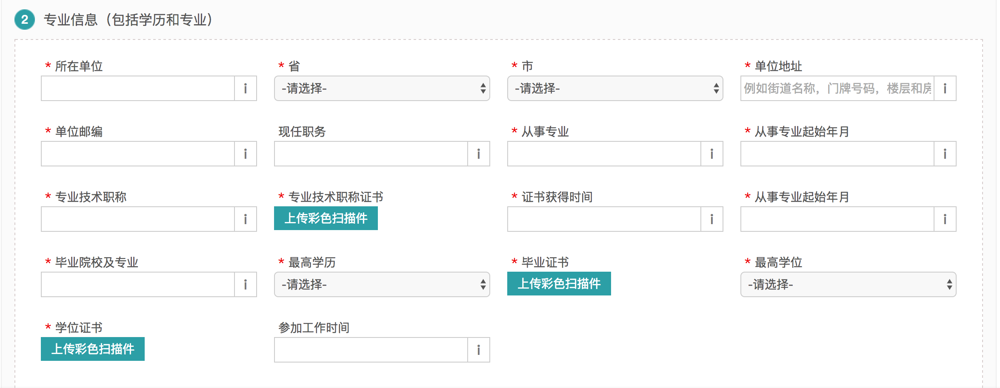 2 专业信息（包括学历和专业）
* 所在单位 * 省 * 市 * 单位地址
i -请选择- -请选择- 例如街道名称，门牌号码，楼层和房 i
* 单位邮编 现任职务 * 从事专业 * 从事专业起始年月
i i i i
* 专业技术职称 * 专业技术职称证书 * 证书获得时间 * 从事专业起始年月
i 上传彩色扫描件 i i
* 毕业院校及专业 * 最高学历 * 毕业证书 * 最高学位
i -请选择- 上传彩色扫描件 -请选择-
* 学位证书 参加工作时间
上传彩色扫描件 i